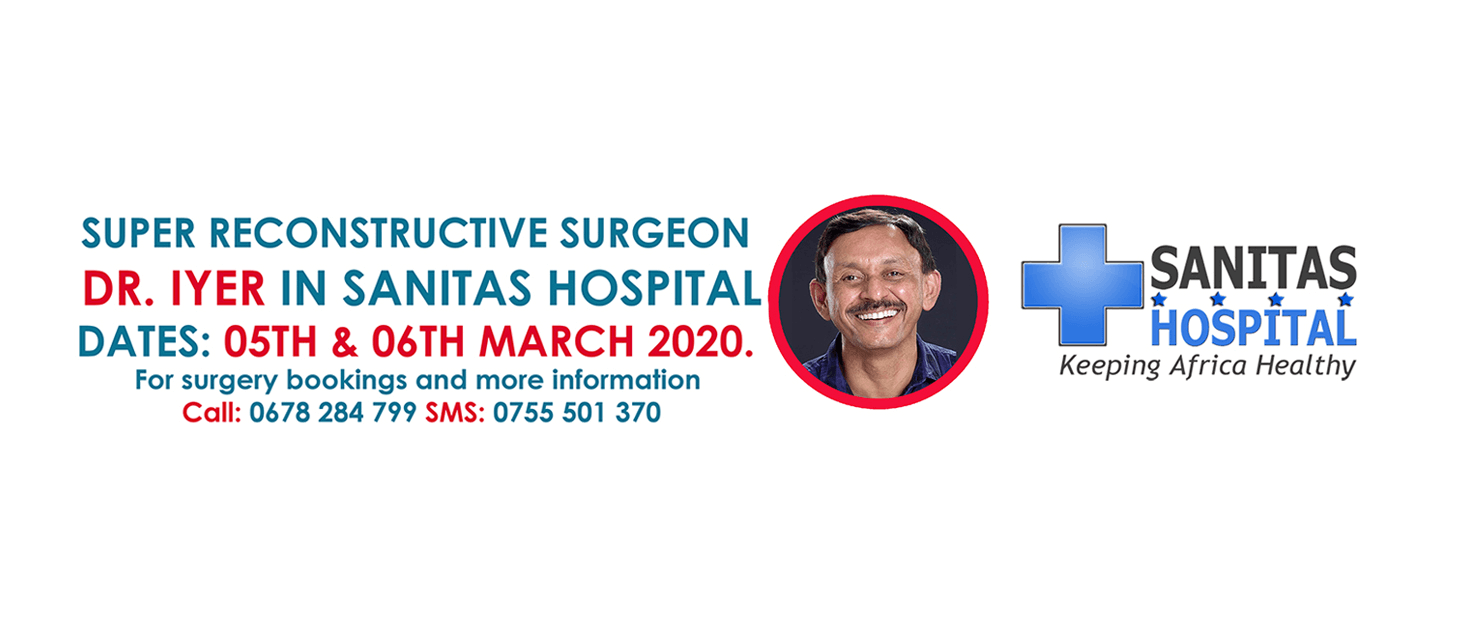 SUPER RECONSTRUCTIVE SURGEON
DR. IYER IN SANITAS HOSPITAL
DATES: 05TH & 06TH MARCH 2020.
For surgery bookings and more information
Call: 0678 284 799 SMS: 0755 501 370
SANITAS
HOSPITAL
Keeping Africa Healthy